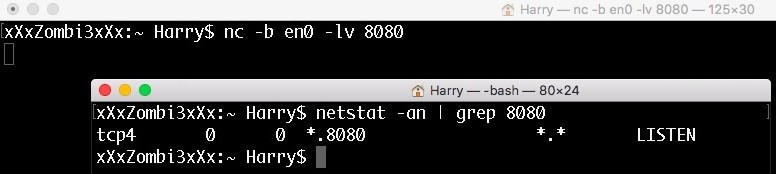 Harry — nc -b en0 -lv 8080 — 125×30
[xXxZombi3xXx:~ Harry$ nc -b en0 -lv 8080
Harry — -bash — 80×24
[xXxZombi3xXx:~ Harry$ netstat -an | grep 8080 ]
tcp4 0 0 *.8080 *.* LISTEN
xXxZombi3xXx:~ Harry$